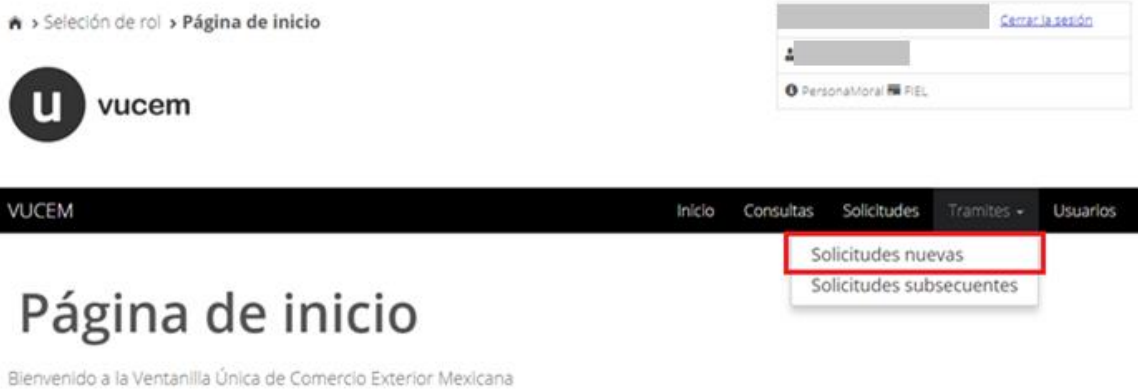 > Seleción de rol > Página de inicio
Cerrar la sesión
PersonaMoral FIEL
u vucem
VUCEM Inicio Consultas Solicitudes Tramites Usuarios
Solicitudes nuevas
Solicitudes subsecuentes
Página de inicio
Bienvenido a la Ventanilla Única de Comercio Exterior Mexicana